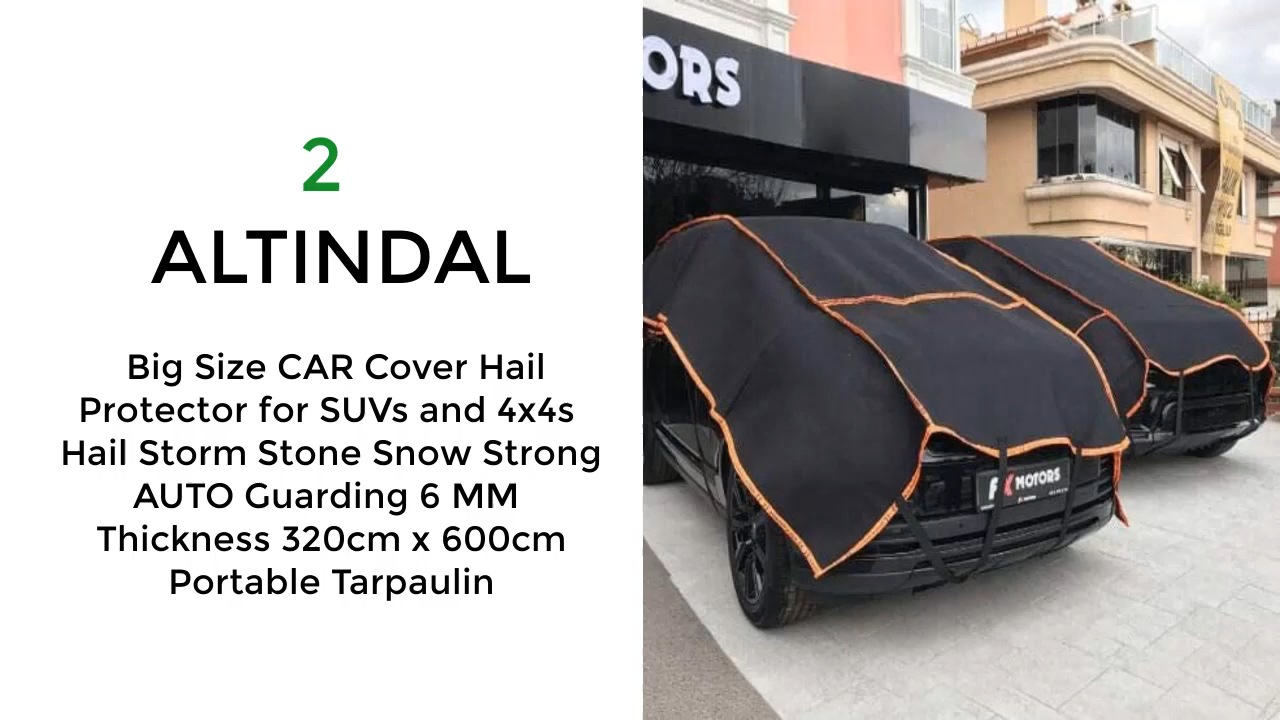 2
ALTINDAL
Big Size CAR Cover Hail
Protector for SUVs and 4x4s
Hail Storm Stone Snow Strong
AUTO Guarding 6 MM
Thickness 320cm x 600cm
Portable Tarpaulin
ORS
MOTORS